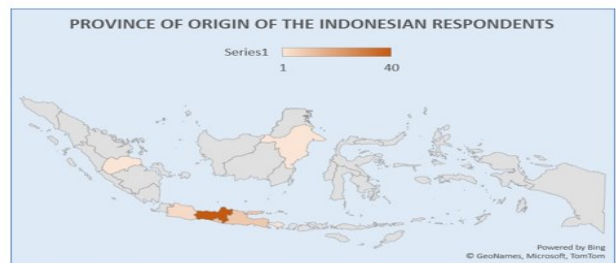 PROVINCE OF ORIGIN OF THE INDONESIAN RESPONDENTS
Series1
1 40
Powered by Bing
© GeoNames, Microsoft, TomTom